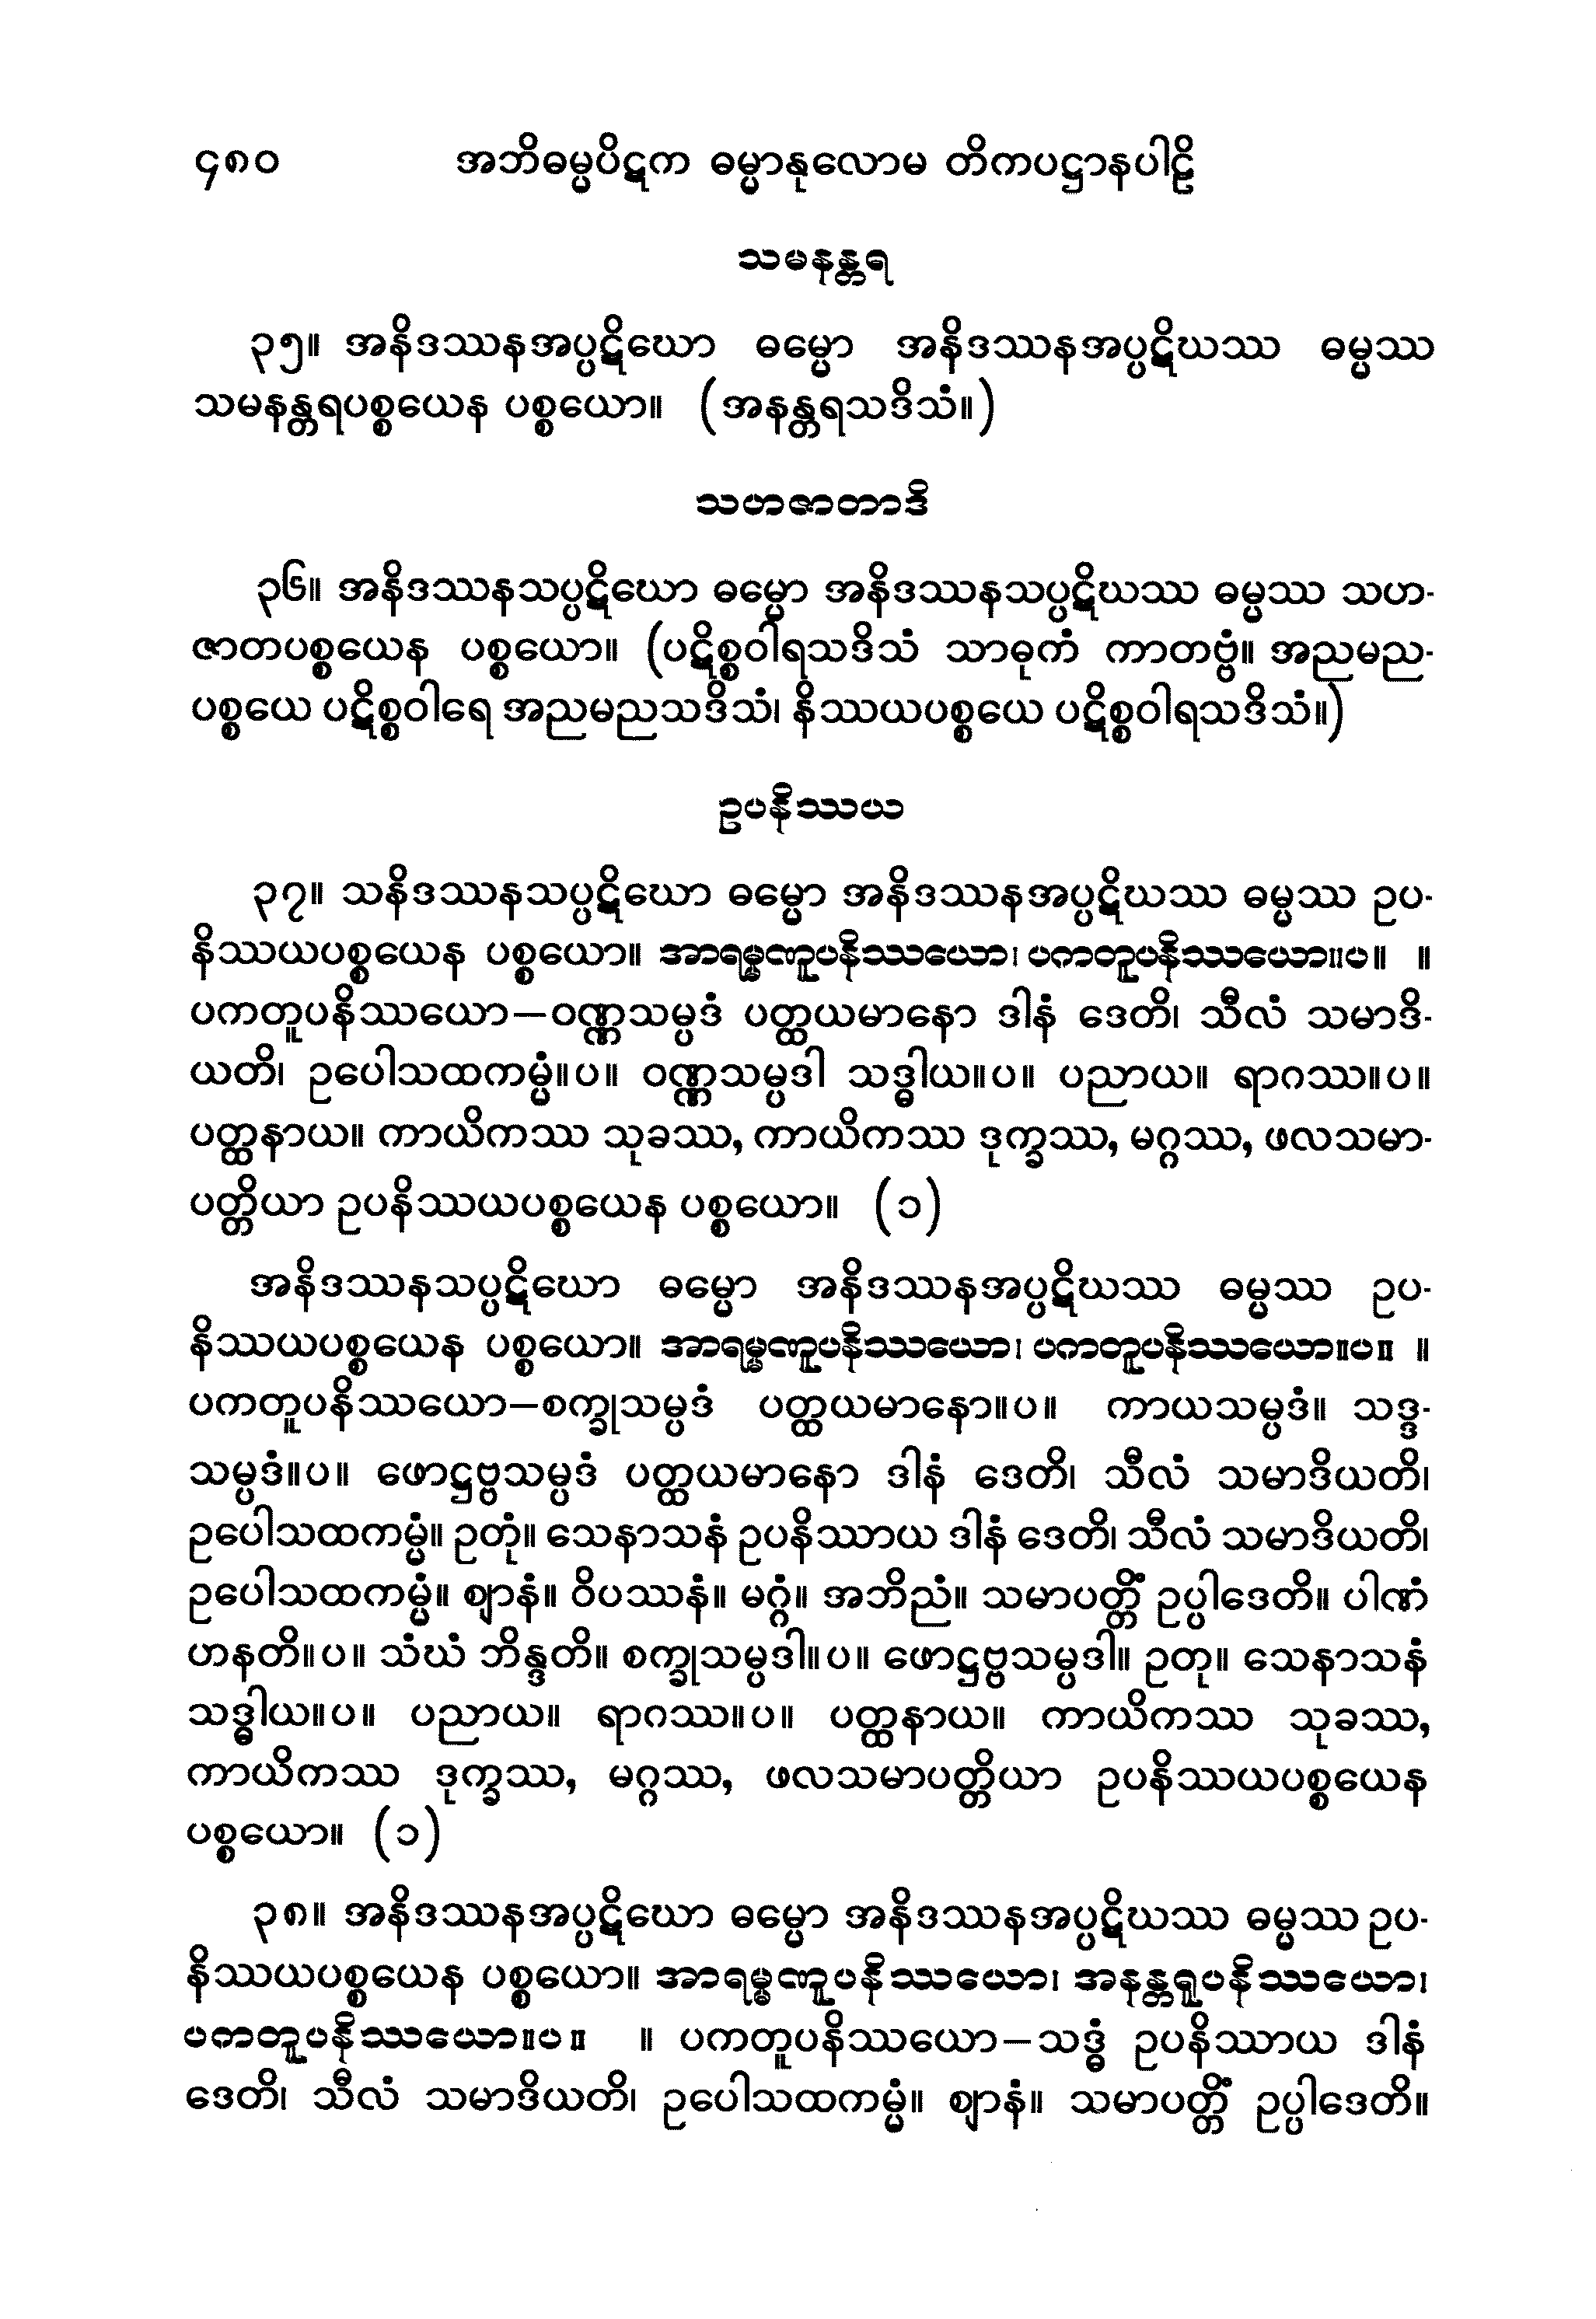 ၄၈၀ အဘိဓမ္မပိဋက ဓမ္မာနုလောမ တိကပဋ္ဌာနပါဠိ
သမနန္တရ
၃၅။ အနိဒဿနအပ္ပဋိဃော ဓမ္မော အနိဒဿနအပ္ပဋိဃဿ ဓမ္မဿ
သမနန္တရပစ္စယေန ပစ္စယော။ (အနန္တရသဒိသံ။)
သဟဇာတာဒိ
၃၆။ အနိဒဿနသပ္ပဋိဃော ဓမ္မော အနိဒဿနသပ္ပဋိဃဿ ဓမ္မဿ သဟ-
ဇာတပစ္စယေန ပစ္စယော။ (ပဋိစ္စဝါရသဒိသံ သာဓုကံ ကာတဗ္ဗံ။ အညမည-
ပစ္စယေ ပဋိစ္စဝါရေ အညမညသဒိသံ၊ နိဿယပစ္စယေ ပဋိစ္စဝါရသဒိသံ။)
ဥပနိဿယ
၃၇။ သနိဒဿနသပ္ပဋိဃော ဓမ္မော အနိဒဿနအပ္ပဋိဃဿ ဓမ္မဿ ဥပ-
နိဿယပစ္စယေန ပစ္စယော။ အာရမ္မဏူပနိဿယော၊ ပကတူပနိဿယော။ပ။ ။
ပကတူပနိဿယော–ဝဏ္ဏသမ္ပဒံ ပတ္ထယမာနော ဒါနံ ဒေတိ၊ သီလံ သမာဒိ-
ယတိ၊ ဥပေါသထကမ္မံ။ပ။ ဝဏ္ဏသမ္ပဒါ သဒ္ဓါယ။ပ။ ပညာယ။ ရာဂဿ။ပ။
ပတ္ထနာယ။ ကာယိကဿ သုခဿ, ကာယိကဿ ဒုက္ခဿ, မဂ္ဂဿ, ဖလသမာ-
ပတ္တိယာ ဥပနိဿယပစ္စယေန ပစ္စယော။ (၁)
အနိဒဿနသပ္ပဋိဃော ဓမ္မော အနိဒဿနအပ္ပဋိဃဿ ဓမ္မဿ ဥပ-
နိဿယပစ္စယေန ပစ္စယော။ အာရမ္မဏူပနိဿယော၊ ပကတူပနိဿယော။ပ။ ။
ပကတူပနိဿယော–စက္ခုသမ္ပဒံ ပတ္ထယမာနော။ပ။ ကာယသမ္ပဒံ။ သဒ္ဒ-
သမ္ပဒံ။ပ။ ဖောဋ္ဌဗ္ဗသမ္ပဒံ ပတ္ထယမာနော ဒါနံ ဒေတိ၊ သီလံ သမာဒိယတိ၊
ဥပေါသထကမ္မံ။ ဥတုံ။ သေနာသနံ ဥပနိဿာယ ဒါနံ ဒေတိ၊ သီလံ သမာဒိယတိ၊
ဥပေါသထကမ္မံ။ ဈာနံ။ ဝိပဿနံ။ မဂ္ဂံ။ အဘိညံ။ သမာပတ္တိံ ဥပ္ပါဒေတိ။ ပါဏံ
ဟနတိ။ပ။ သံဃံ ဘိန္ဒတိ။ စက္ခုသမ္ပဒါ။ပ။ ဖောဋ္ဌဗ္ဗသမ္ပဒါ။ ဥတု။ သေနာသနံ
သဒ္ဓါယ။ပ။ ပညာယ။ ရာဂဿ။ပ။ ပတ္ထနာယ။ ကာယိကဿ သုခဿ,
ကာယိကဿ ဒုက္ခဿ, မဂ္ဂဿ, ဖလသမာပတ္တိယာ ဥပနိဿယပစ္စယေန
ပစ္စယော။ (၁)
၃၈။ အနိဒဿနအပ္ပဋိဃော ဓမ္မော အနိဒဿနအပ္ပဋိဃဿ ဓမ္မဿ ဥပ-
နိဿယပစ္စယေန ပစ္စယော။ အာရမ္မဏူပနိဿယော၊ အနန္တရူပနိဿယော၊
ပကတူပနိဿယော။ပ။ ။ ပကတူပနိဿယော–သဒ္ဓံ ဥပနိဿာယ ဒါနံ
ဒေတိ၊ သီလံ သမာဒိယတိ၊ ဥပေါသထကမ္မံ။ ဈာနံ။ သမာပတ္တိံ ဥပ္ပါဒေတိ။